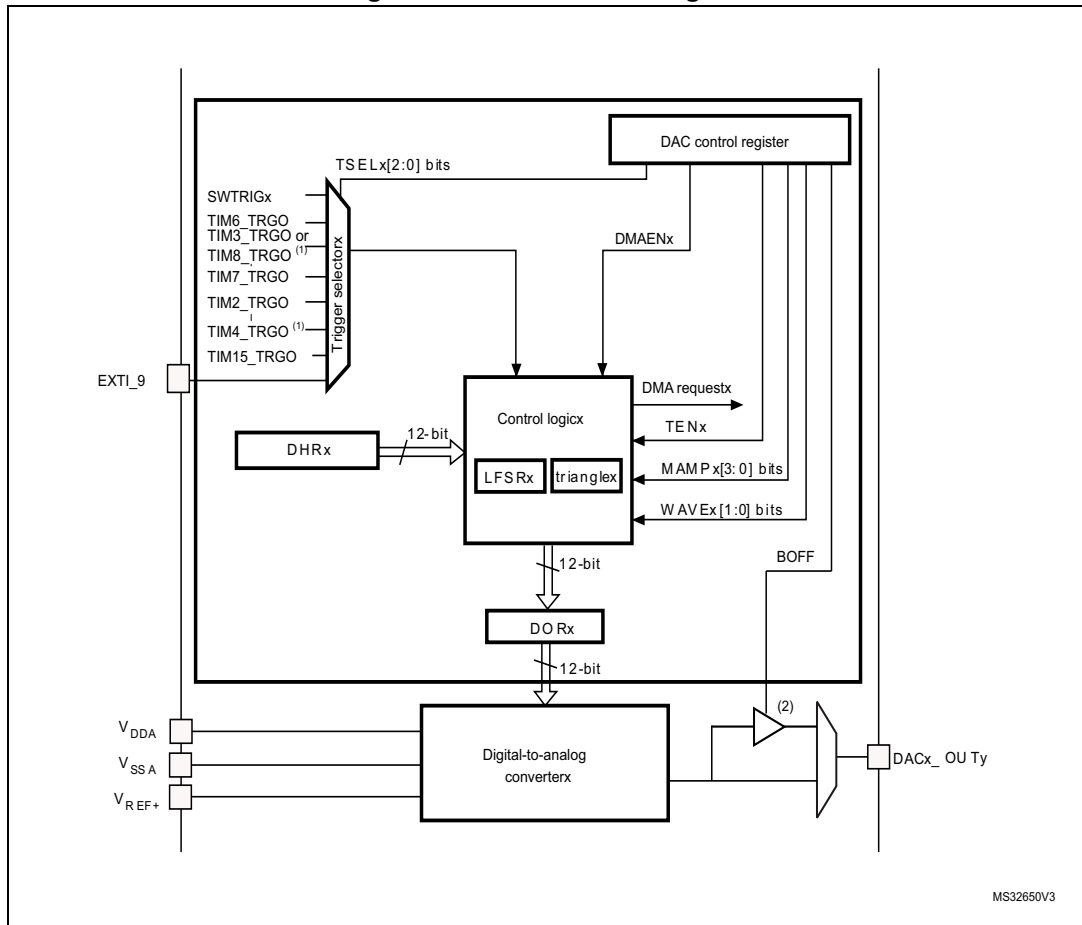 DAC control register
TSELx[2:0] bits
SWTRIGx
TIM6_TRGO
TIM3_TRGO or
TIM8_TRGO (1)
TIM7_TRGO
TIM2_TRGO
TIM4_TRGO (1)
TIM15_TRGO
Trigger selectorx
DMAENx
EXTI_9
DMA requestx
Control logicx
TENx
12-bit
DHRx
LFSRx
trianglex
MAMPx[3:0] bits
WAVEx[1:0] bits
12-bit
BOFF
DORx
12-bit
(2)
VDDA
VSSA
VREF+
Digital-to-analog
converterx
DACx_ OUTy
MS32650V3